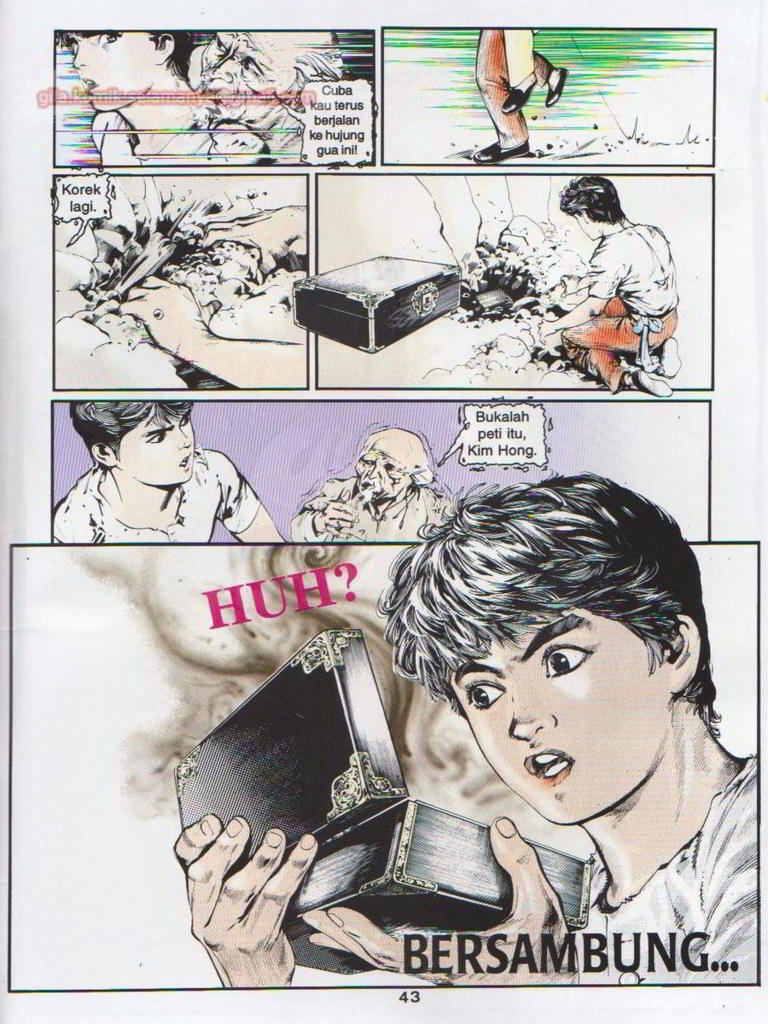 Cuba
kau terus
berjalan
ke hujung
gua ini!
Korek
lagi.
Bukalah
peti itu,
Kim Hong.
HUH?
BERSAMBUNG...
43